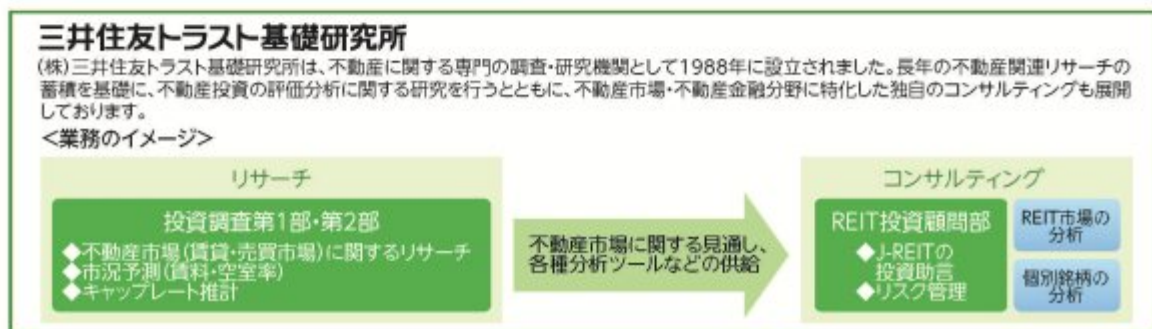 三井住友トラスト基礎研究所
(株)三井住友トラスト基礎研究所は、不動産に関する専門の調査・研究機関として1988年に設立されました。長年の不動産関連リサーチの
蓄積を基礎に、不動産投資の評価分析に関する研究を行うとともに、不動産市場・不動産金融分野に特化した独自のコンサルティングも展開
しております。
<業務のイメージ>
リサーチ
投資調査第1部・第2部
◆不動産市場(賃貸・売買市場)に関するリサーチ
◆市況予測(賃料・空室率)
◆キャップレート推計
不動産市場に関する見通し、
各種分析ツールなどの供給
コンサルティング
REIT投資顧問部
◆J-REITの
投資助言
◆リスク管理
REIT市場の
分析
個別銘柄の
分析